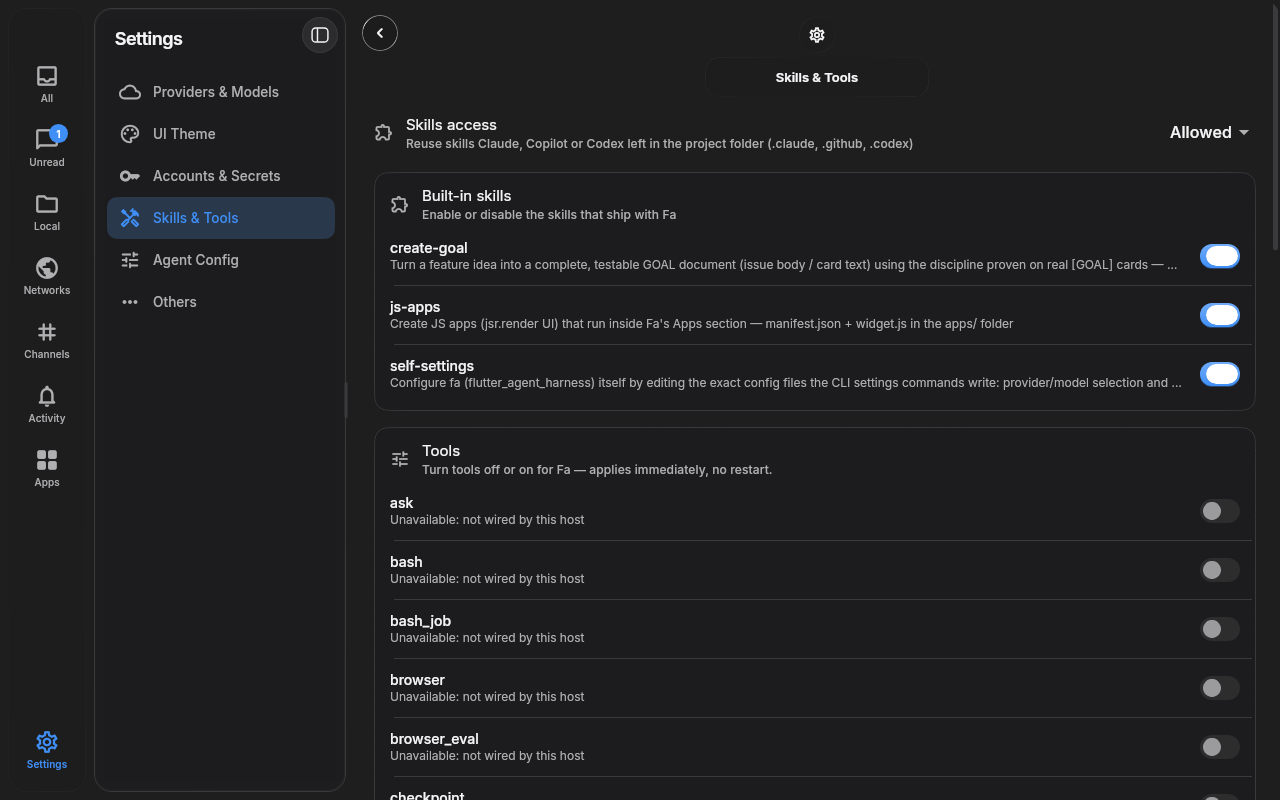 Settings
All
1
Unread
Local
Networks
Channels
Activity
Apps
Settings
Providers & Models
UI Theme
Accounts & Secrets
Skills & Tools
Agent Config
Others
Skills & Tools
Skills access
Reuse skills Claude, Copilot or Codex left in the project folder (.claude, .github, .codex)
Allowed
Built-in skills
Enable or disable the skills that ship with Fa
create-goal
Turn a feature idea into a complete, testable GOAL document (issue body / card text) using the discipline proven on real [GOAL] cards — ...
js-apps
Create JS apps (jsr.render UI) that run inside Fa's Apps section — manifest.json + widget.js in the apps/ folder
self-settings
Configure fa (flutter_agent_harness) itself by editing the exact config files the CLI settings commands write: provider/model selection and ...
Tools
Turn tools off or on for Fa — applies immediately, no restart.
ask
Unavailable: not wired by this host
bash
Unavailable: not wired by this host
bash_job
Unavailable: not wired by this host
browser
Unavailable: not wired by this host
browser_eval
Unavailable: not wired by this host
checkpoint